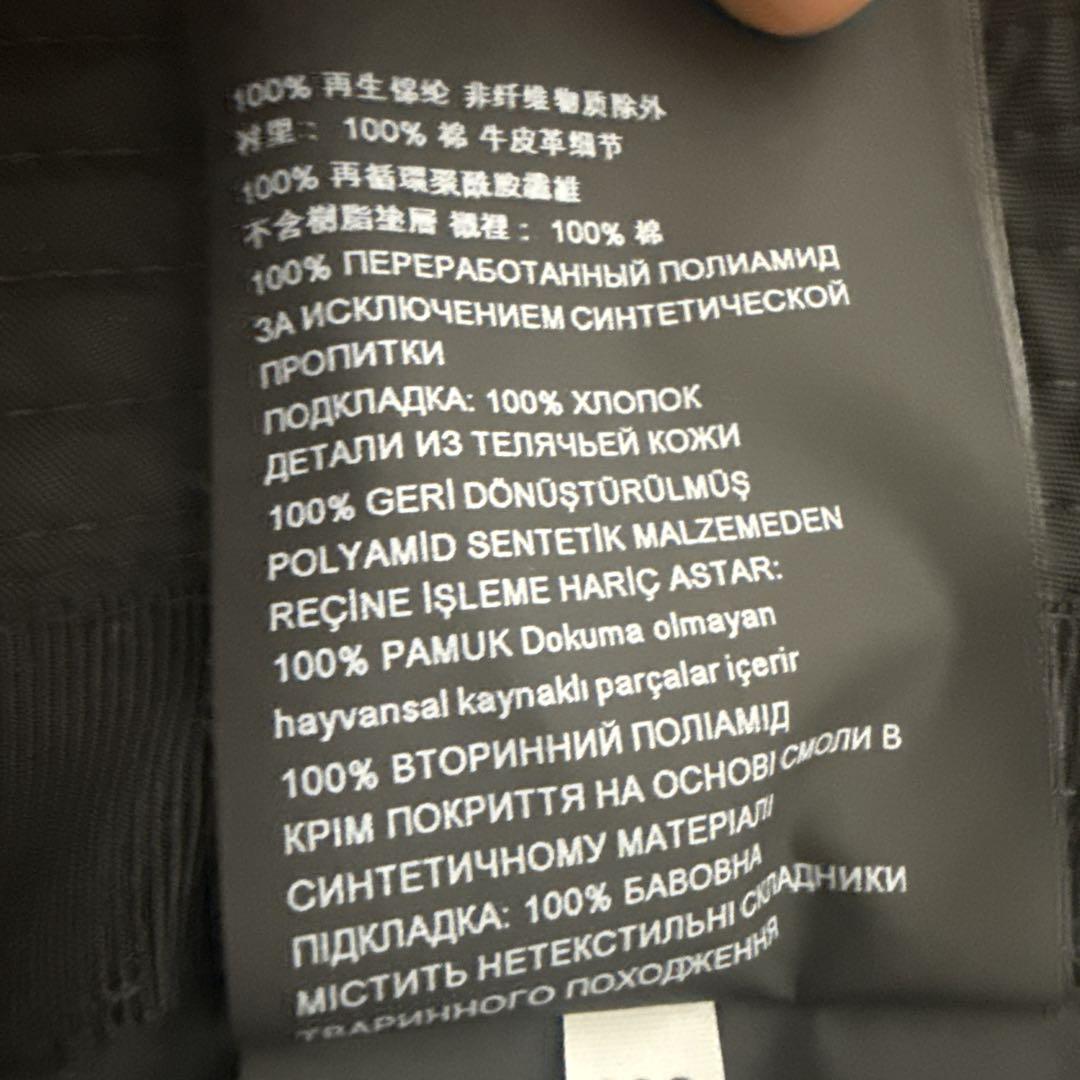 100% 再生锦纶 非纤维物质除外
衬里： 100% 棉 牛皮革细节
100% 再循環聚酰胺纖維
不含樹脂塗層 襯裡： 100% 棉
100% ПЕРЕРАБОТАННЫЙ ПОЛИАМИД
ЗА ИСКЛЮЧЕНИЕМ СИНТЕТИЧЕСКОЙ
ПРОПИТКИ
ПОДКЛАДКА: 100% ХЛОПОК
ДЕТАЛИ ИЗ ТЕЛЯЧЬЕЙ КОЖИ
100% GERİ DÖNÜŞTÜRÜLMÜŞ
POLYAMİD SENTETİK MALZEMEDEN
REÇİNE İŞLEME HARİÇ ASTAR:
100% PAMUK Dokuma olmayan
hayvansal kaynaklı parçalar içerir
100% ВТОРИННИЙ ПОЛІАМІД
КРІМ ПОКРИТТЯ НА ОСНОВІ СМОЛИ В
СИНТЕТИЧНОМУ МАТЕРІАЛІ
ПІДКЛАДКА: 100% БАВОВНА
МІСТИТЬ НЕТЕКСТИЛЬНІ СКЛАДНИКИ
ТВАРИННОГО ПОХОДЖЕННЯ